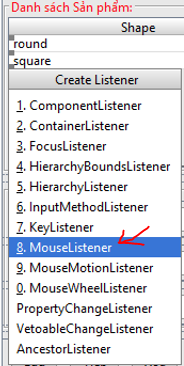 Danh sách Sản phẩm:
Shape
round
square
Create Listener
1. ComponentListener
2. ContainerListener
3. FocusListener
4. HierarchyBoundsListener
5. HierarchyListener
6. InputMethodListener
7. KeyListener
8. MouseListener
9. MouseMotionListener
0. MouseWheelListener
PropertyChangeListener
VetoableChangeListener
AncestorListener